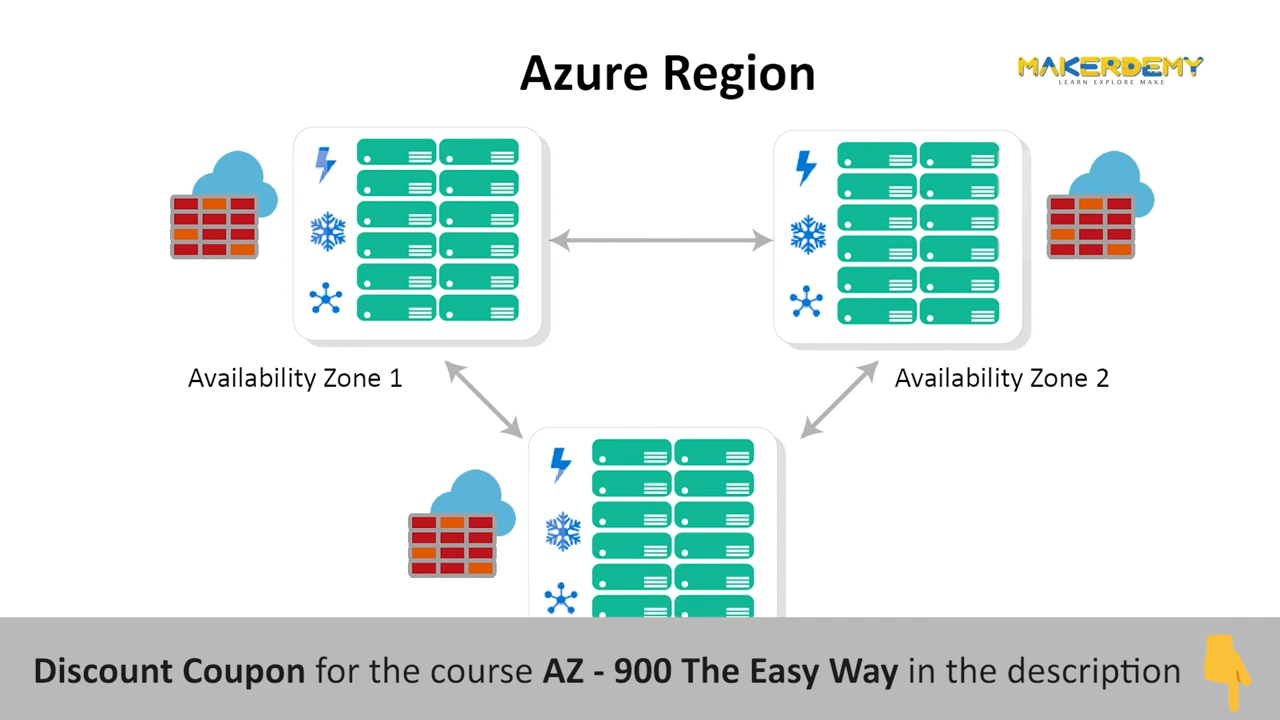 Azure Region
MAKERDEMY
LEARN EXPLORE MAKE
Availability Zone 1
Availability Zone 2
Discount Coupon for the course AZ - 900 The Easy Way in the description